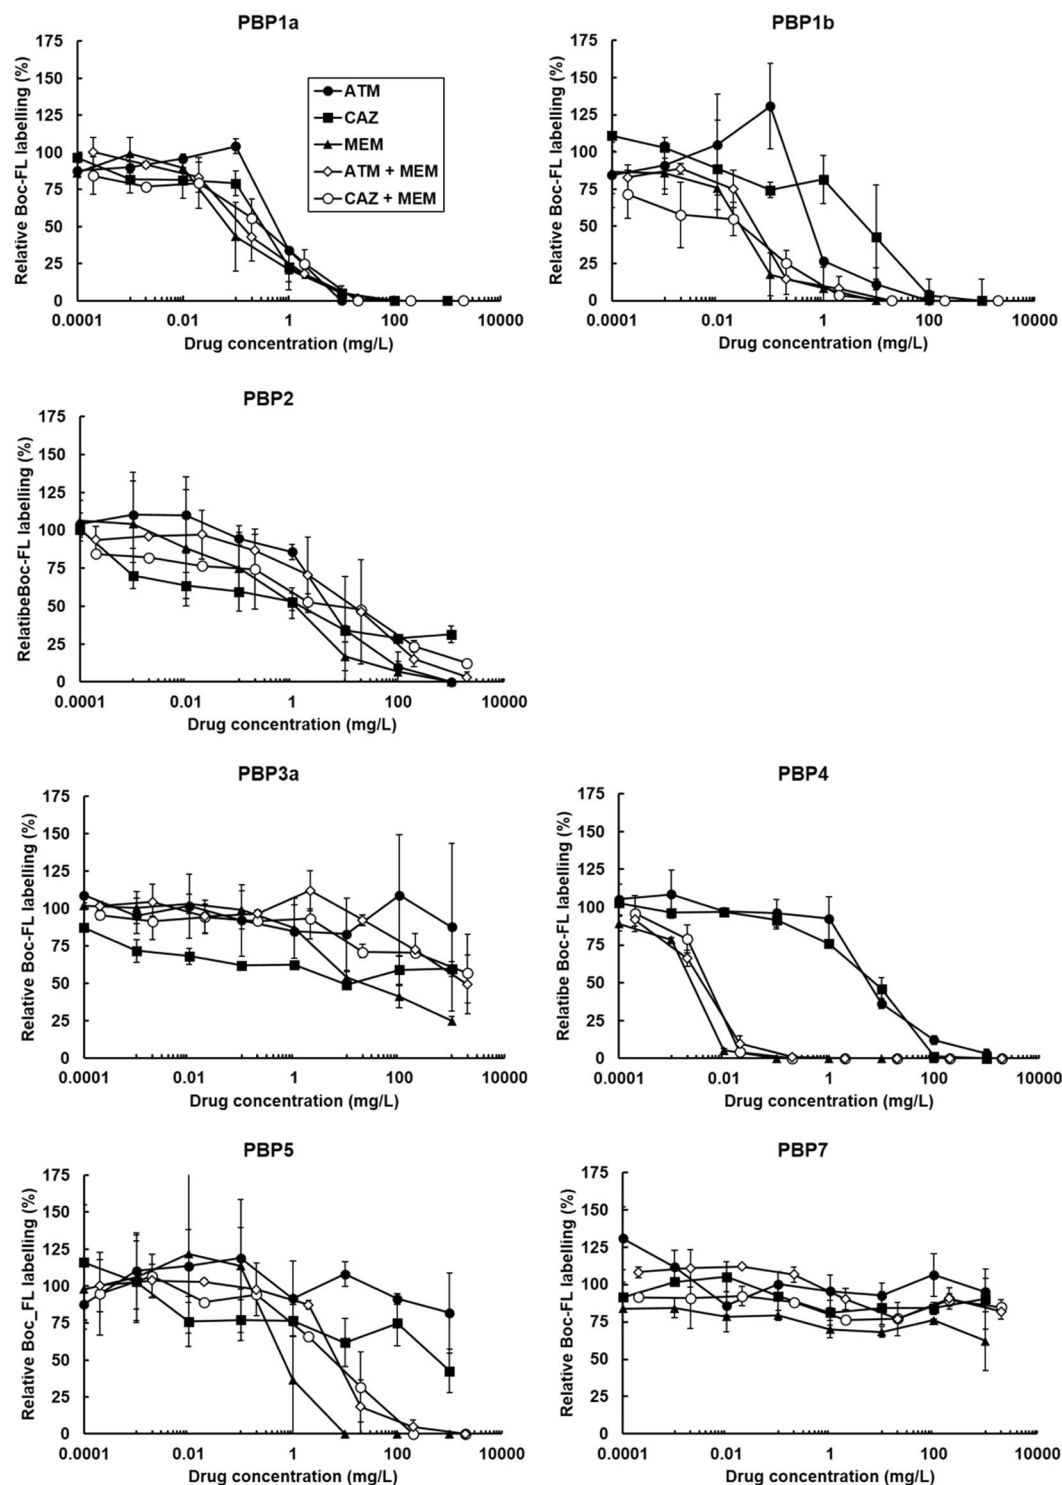 PBP1a
175
150
125
100
75
50
25
0
Relative Boc-FL labelling (%)
ATM
CAZ
MEM
ATM + MEM
CAZ + MEM
0.0001 0.01 1 100 10000
Drug concentration (mg/L)
PBP1b
175
150
125
100
75
50
25
0
Relative Boc-FL labelling (%)
0.0001 0.01 1 100 10000
Drug concentration (mg/L)
PBP2
175
150
125
100
75
50
25
0
RelatibeBoc-FL labelling (%)
0.0001 0.01 1 100 10000
Drug concentration (mg/L)
PBP3a
175
150
125
100
75
50
25
0
Relative Boc-FL labelling (%)
0.0001 0.01 1 100 10000
Drug concentration (mg/L)
PBP4
175
150
125
100
75
50
25
0
Relatibe Boc-FL labelling (%)
0.0001 0.01 1 100 10000
Drug concentration (mg/L)
PBP5
175
150
125
100
75
50
25
0
Relative Boc_FL labelling (%)
0.0001 0.01 1 100 10000
Drug concentration (mg/L)
PBP7
175
150
125
100
75
50
25
0
Relative Boc-FL labelling (%)
0.0001 0.01 1 100 10000
Drug concentration (mg/L)